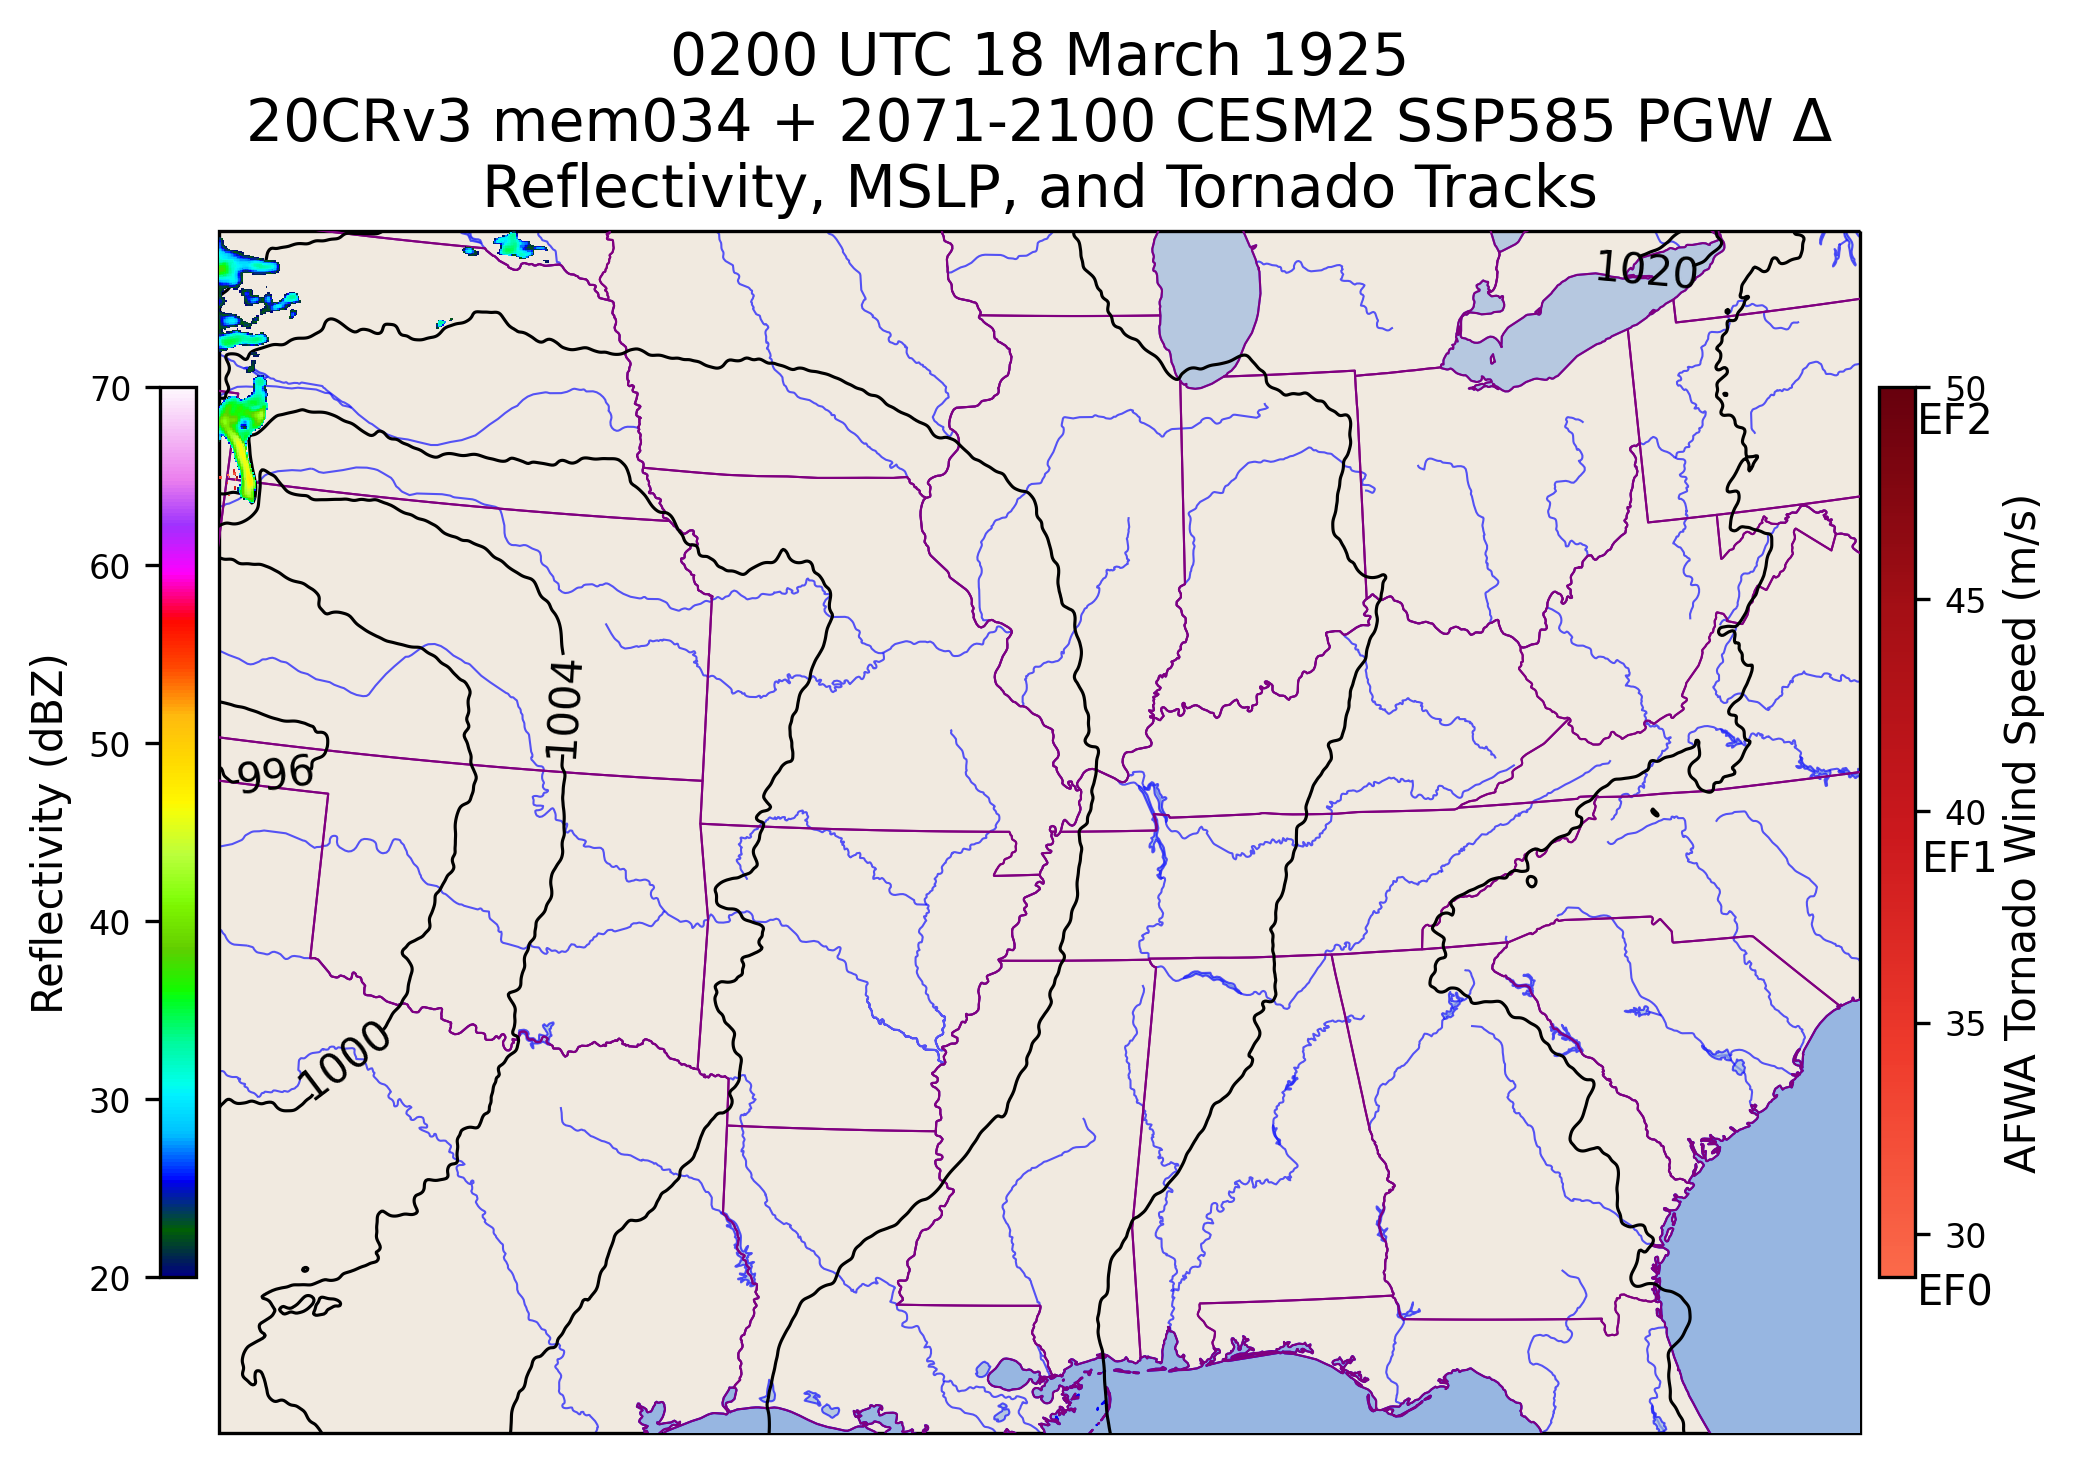 0200 UTC 18 March 1925
20CRv3 mem034 + 2071-2100 CESM2 SSP585 PGW Δ
Reflectivity, MSLP, and Tornado Tracks
1020
1004
996
1000
Reflectivity (dBZ)
70
60
50
40
30
20
50
EF2
45
40
EF1
35
30
EF0
AFWA Tornado Wind Speed (m/s)